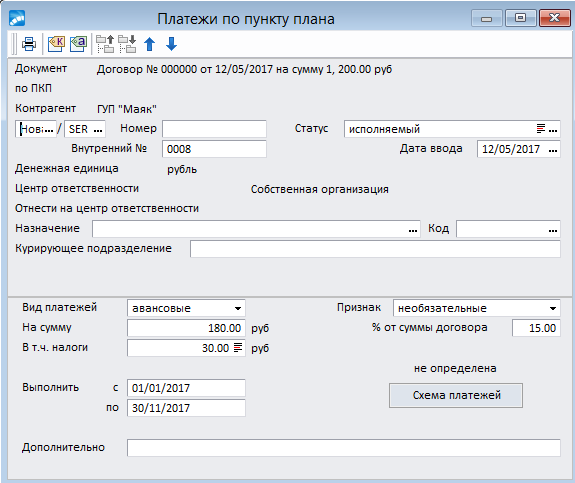 Платежи по пункту плана
Документ Договор № 000000 от 12/05/2017 на сумму 1, 200.00 руб
по ПКП
Контрагент ГУП "Маяк"
Нова... / SER ... Номер Статус исполняемый ...
Внутренний № 0008 Дата ввода 12/05/2017 ...
Денежная единица рубль
Центр ответственности Собственная организация
Отнести на центр ответственности
Назначение ... Код ...
Курирующее подразделение
Вид платежей авансовые Признак необязательные
На сумму 180.00 руб % от суммы договора 15.00
В т.ч. налоги 30.00 руб
не определена
Выполнить с 01/01/2017 Схема платежей
по 30/11/2017
Дополнительно